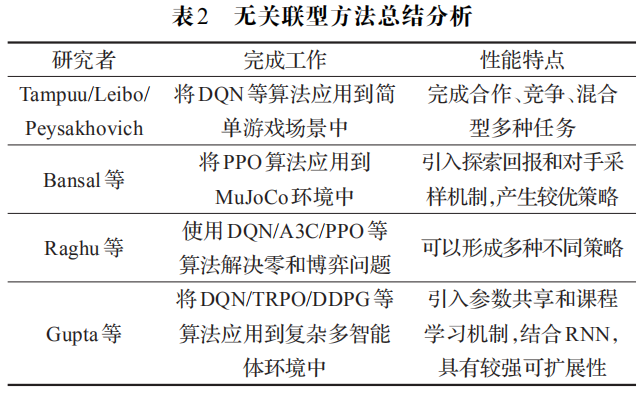 表2 无关联型方法总结分析
研究者 完成工作 性能特点
Tampuu/Leibo/ 将DQN等算法应用到简 完成合作、竞争、混合
Peysakhovich 单游戏场景中 型多种任务
Bansal等 将PPO算法应用到 引入探索回报和对手采
MuJoCo环境中 样机制,产生较优策略
Raghu等 使用DQN/A3C/PPO等 可以形成多种不同策略
算法解决零和博弈问题
将DQN/TRPO/DDPG等 引入参数共享和课程
Gupta等 算法应用到复杂多智能 学习机制,结合RNN,
体环境中 具有较强可扩展性